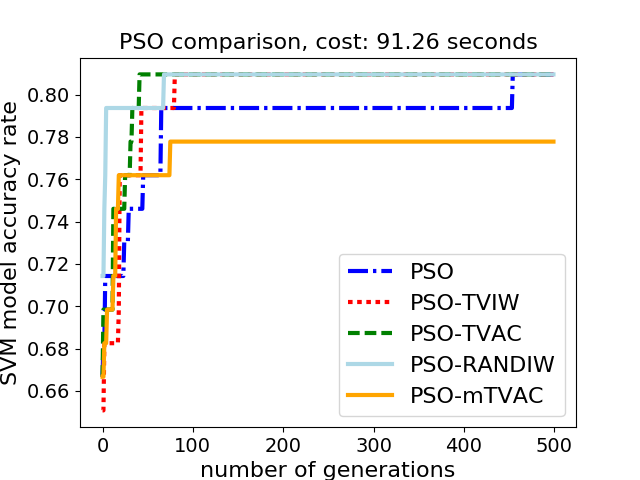 PSO comparison, cost: 91.26 seconds
SVM model accuracy rate
0.80
0.78
0.76
0.74
0.72
0.70
0.68
0.66
PSO
PSO-TVIW
PSO-TVAC
PSO-RANDIW
PSO-mTVAC
0 100 200 300 400 500
number of generations